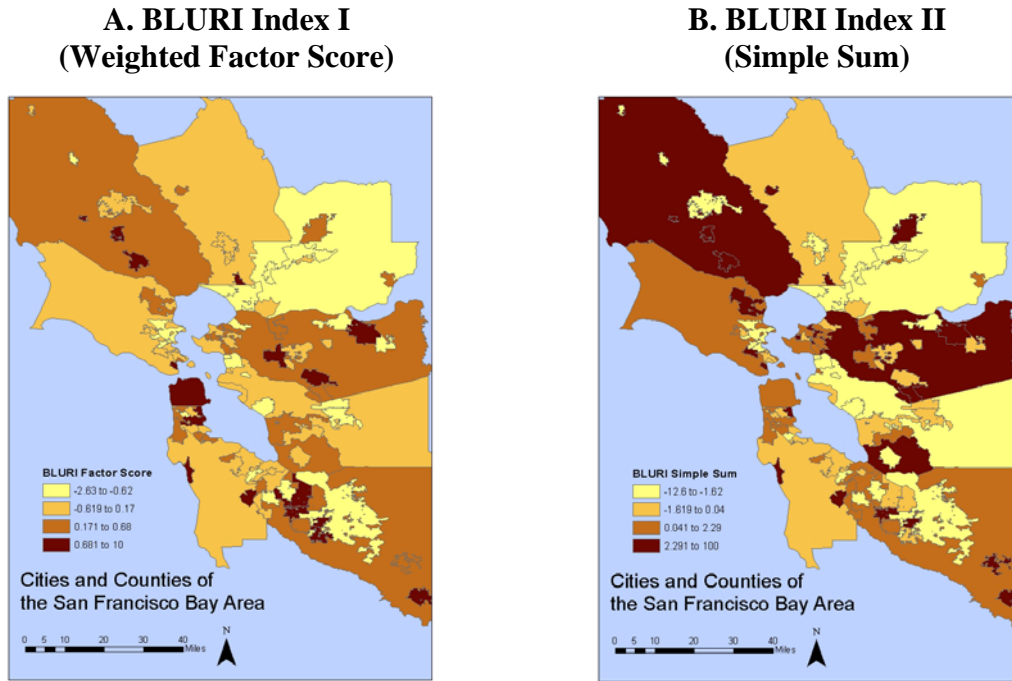 A. BLURI Index I
(Weighted Factor Score)
B. BLURI Index II
(Simple Sum)
BLURI Factor Score
-2.63 to -0.62
-0.619 to 0.17
0.171 to 0.68
0.681 to 10
Cities and Counties of
the San Francisco Bay Area
0 5 10 20 30 40
Miles
N
BLURI Simple Sum
-12.6 to -1.62
-1.619 to 0.04
0.041 to 2.29
2.291 to 100
Cities and Counties of
the San Francisco Bay Area
0 5 10 20 30 40
Miles
N